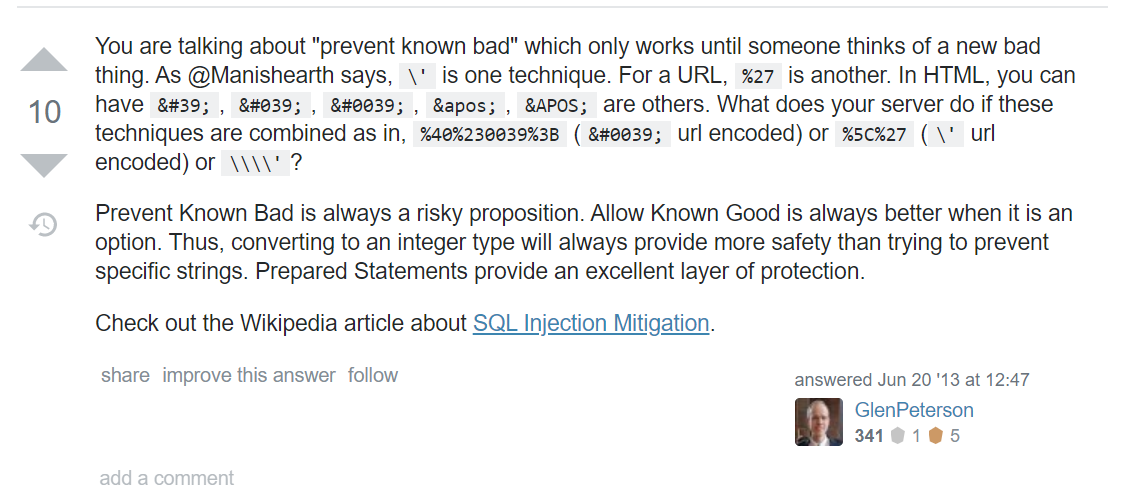 You are talking about "prevent known bad" which only works until someone thinks of a new bad
thing. As @Manishearth says, \' is one technique. For a URL, %27 is another. In HTML, you can
10
have &#39; , &#039; , &#0039; , &apos; , &APOS; are others. What does your server do if these
techniques are combined as in, %40%230039%3B ( &#0039; url encoded) or %5C%27 ( \' url
encoded) or \\\\' ?
Prevent Known Bad is always a risky proposition. Allow Known Good is always better when it is an
option. Thus, converting to an integer type will always provide more safety than trying to prevent
specific strings. Prepared Statements provide an excellent layer of protection.
Check out the Wikipedia article about SQL Injection Mitigation.
share improve this answer follow
answered Jun 20 '13 at 12:47
GlenPeterson
341 1 5
add a comment